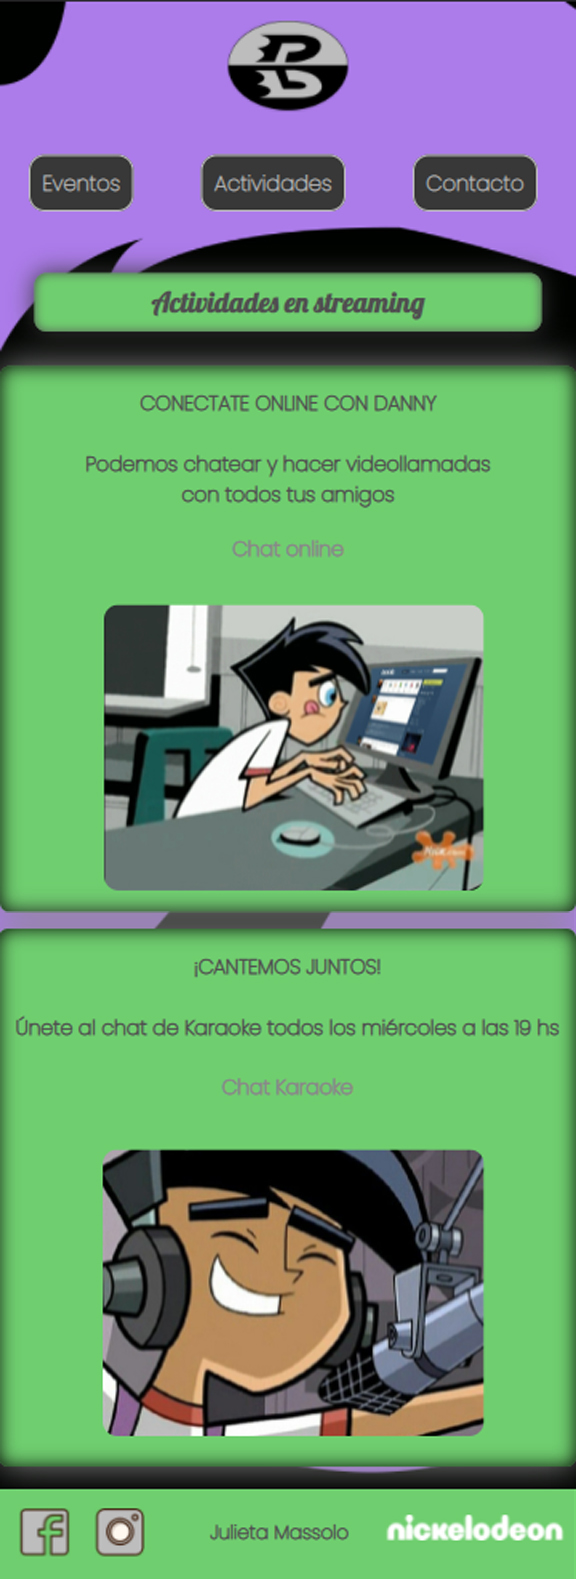 Eventos
Actividades
Contacto
Actividades en streaming
CONECTATE ONLINE CON DANNY
Podemos chatear y hacer videollamadas
con todos tus amigos
Chat online
Nick.com
¡CANTEMOS JUNTOS!
Únete al chat de Karaoke todos los miércoles a las 19 hs
Chat Karaoke
Julieta Massolo
nickelodeon